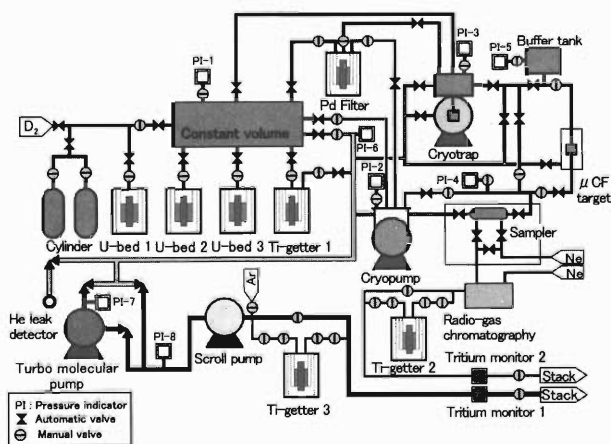 PI-3
PI-5
Buffer tank
PI-1
Pd Filter
D2
Constant volume
PI-6
Cryotrap
PI-2
PI-4
μCF
target
Cylinder
U-bed 1
U-bed 2
U-bed 3
Ti-getter 1
Sampler
Cryopump
Ne
Ne
Ar
He leak
detector
PI-7
PI-8
Turbo molecular
pump
Scroll pump
Radio-gas
chromatography
Ti-getter 2
Ti-getter 3
Tritium monitor 2
Stack
Stack
Tritium monitor 1
PI : Pressure indicator
Automatic valve
Manual valve